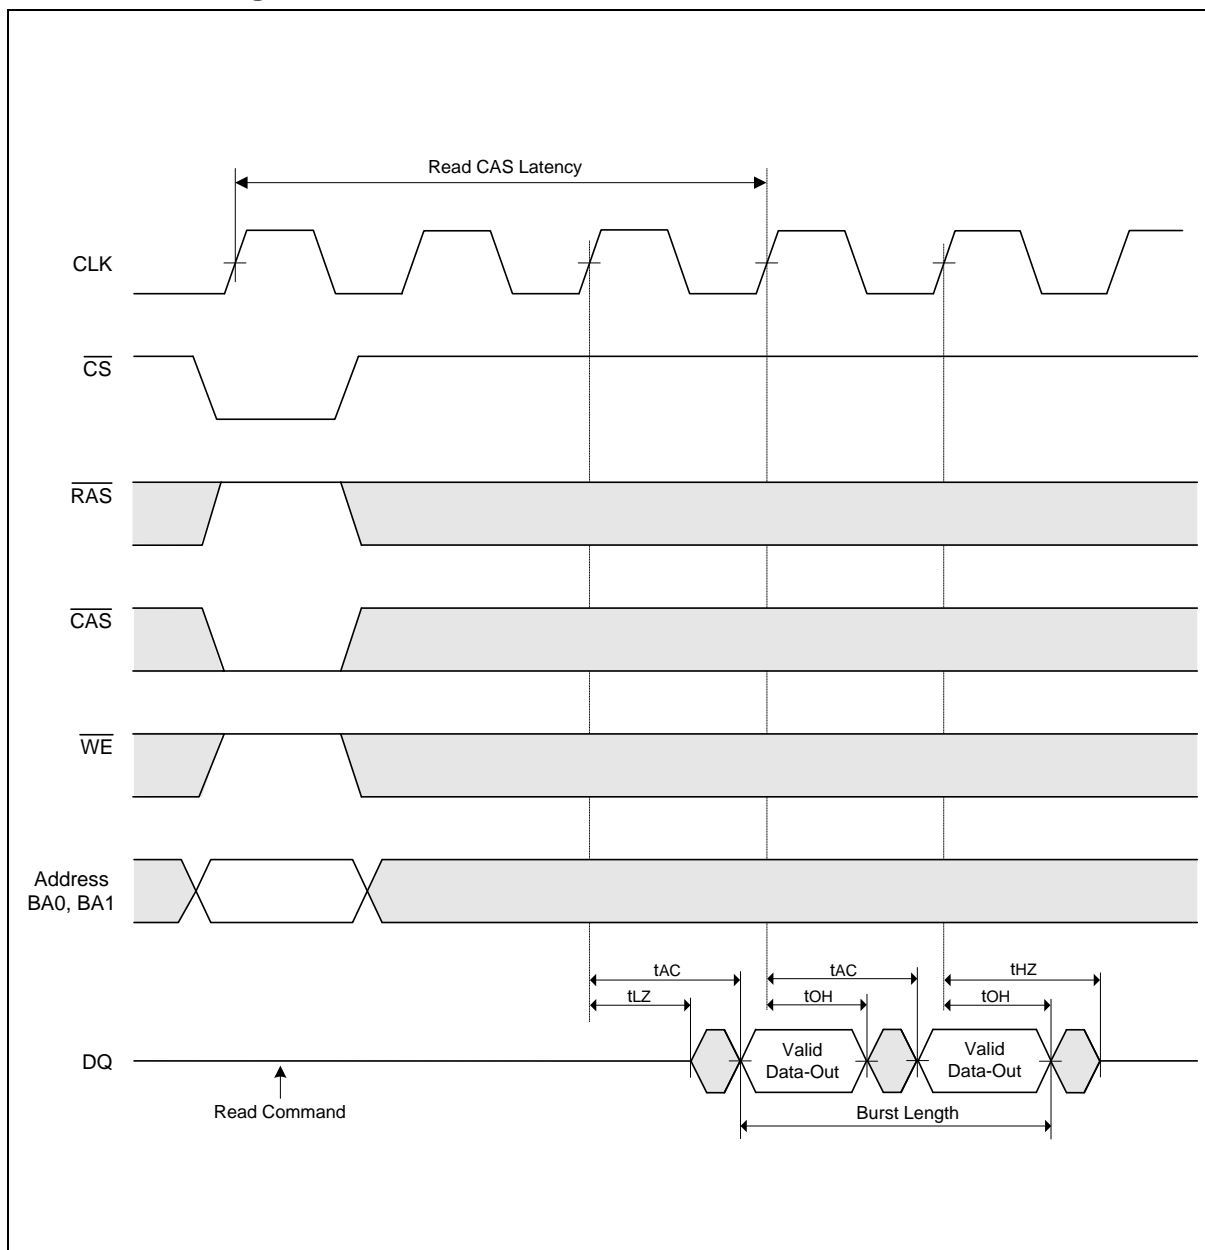 Read CAS Latency
CLK
CS
RAS
CAS
WE
Address
BA0, BA1
tAC
tAC
tHZ
tLZ
tOH
tOH
DQ
Valid
Data-Out
Valid
Data-Out
Read Command
Burst Length